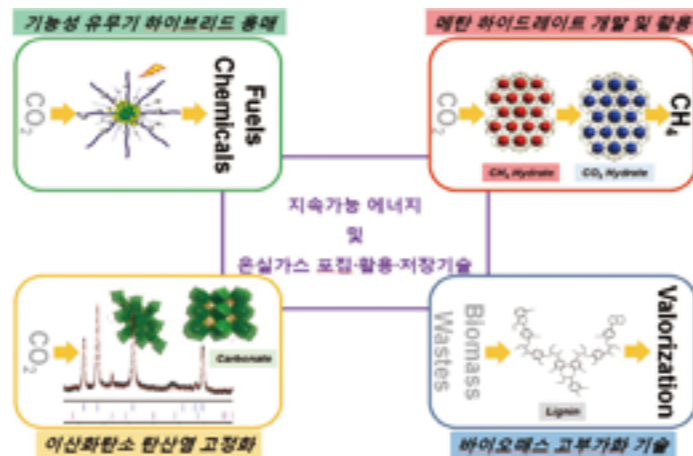 기능성 유무기 하이브리드 용매
CO2
Fuels
Chemicals
메탄 하이드레이트 개발 및 활용
CO2
CH4 Hydrate
CO2 Hydrate
CH4
지속가능 에너지
및
온실가스 포집·활용·저장기술
CO2
Carbonate
이산화탄소 탄산염 고정화
Biomass
Wastes
Lignin
Valorization
바이오매스 고부가화 기술